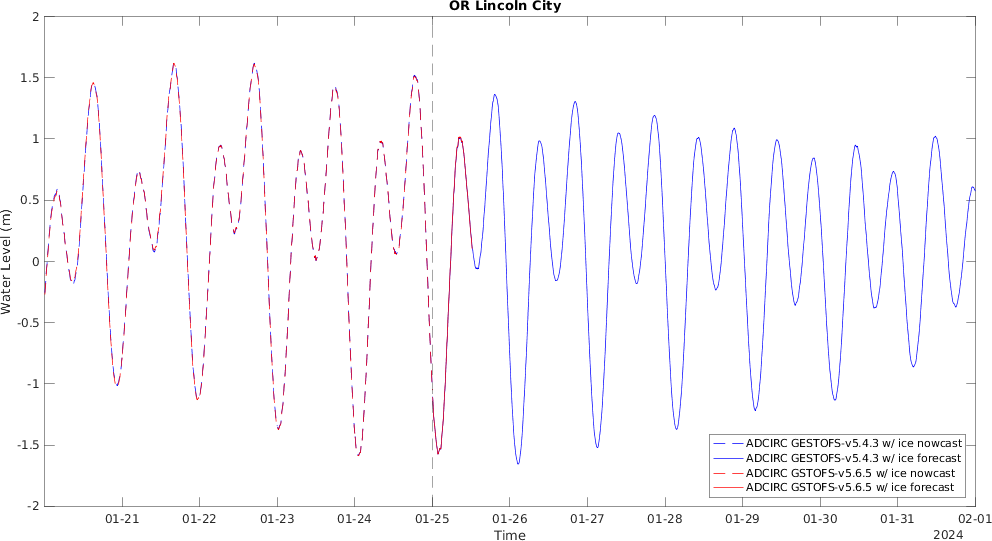 OR Lincoln City
2
1.5
1
0.5
0
-0.5
-1
-1.5
-2
Water Level (m)
ADCIRC GESTOFS-v5.4.3 w/ ice nowcast
ADCIRC GESTOFS-v5.4.3 w/ ice forecast
ADCIRC GSTOFS-v5.6.5 w/ ice nowcast
ADCIRC GSTOFS-v5.6.5 w/ ice forecast
01-21 01-22 01-23 01-24 01-25 01-26 01-27 01-28 01-29 01-30 01-31 02-01
Time
2024